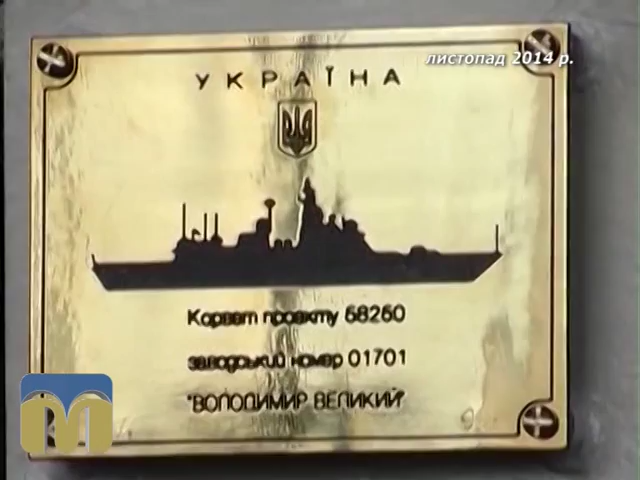 листопад 2014 р.
УКРАЇНА
Корвет проекту 58250
заводський номер 01701
"ВОЛОДИМИР ВЕЛИКИЙ"